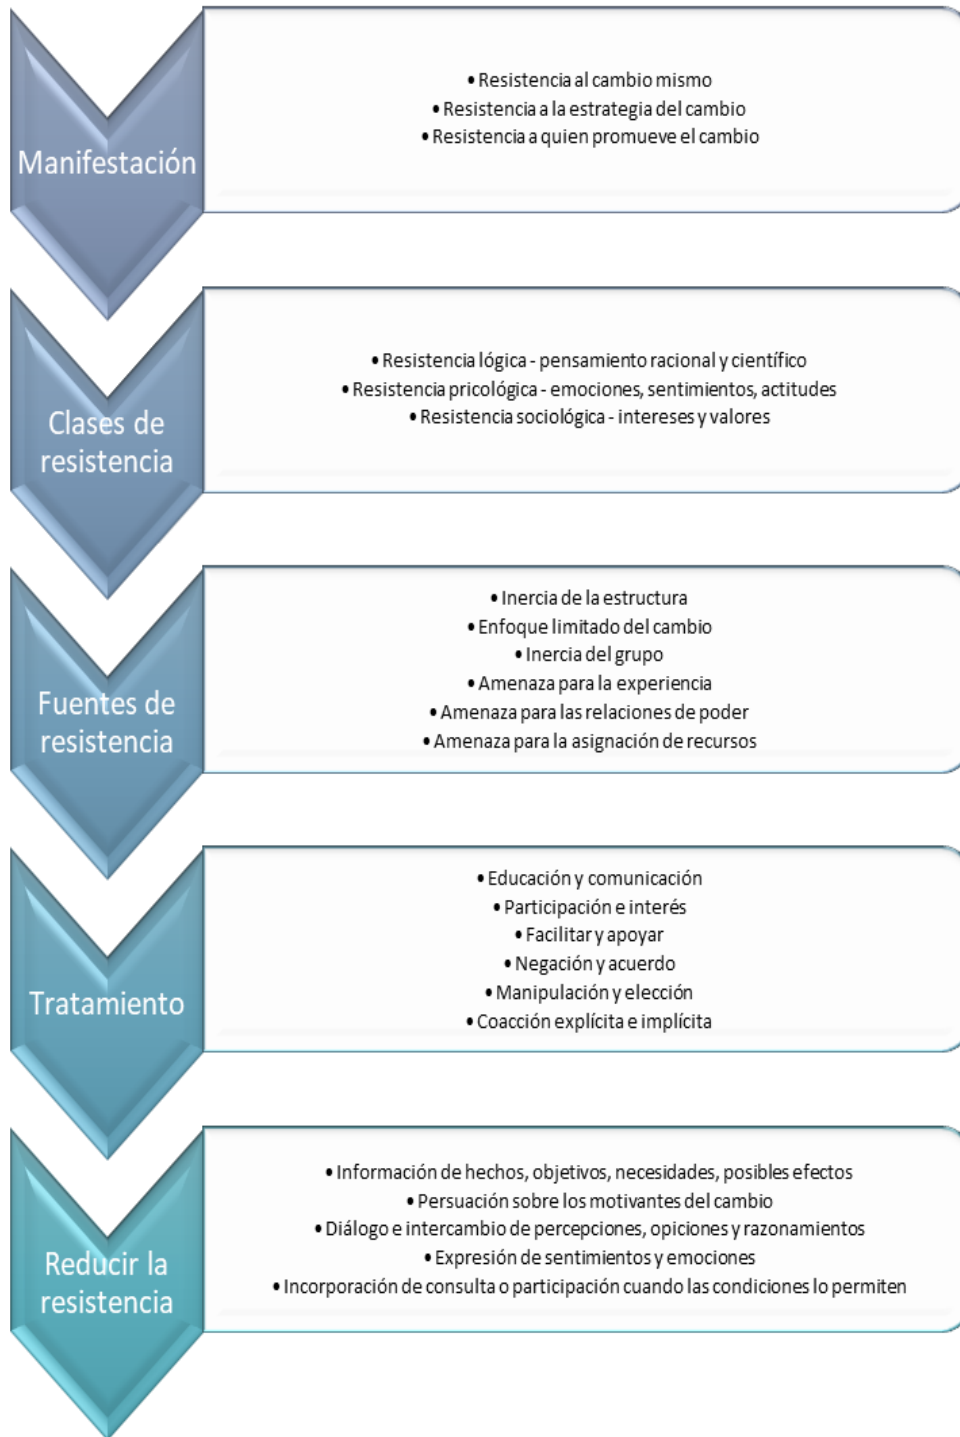 Manifestación
• Resistencia al cambio mismo
• Resistencia a la estrategia del cambio
• Resistencia a quien promueve el cambio
Clases de
resistencia
• Resistencia lógica - pensamiento racional y científico
• Resistencia pricológica - emociones, sentimientos, actitudes
• Resistencia sociológica - intereses y valores
Fuentes de
resistencia
• Inercia de la estructura
• Enfoque limitado del cambio
• Inercia del grupo
• Amenaza para la experiencia
• Amenaza para las relaciones de poder
• Amenaza para la asignación de recursos
Tratamiento
• Educación y comunicación
• Participación e interés
• Facilitar y apoyar
• Negación y acuerdo
• Manipulación y elección
• Coacción explícita e implícita
Reducir la
resistencia
• Información de hechos, objetivos, necesidades, posibles efectos
• Persuación sobre los motivantes del cambio
• Diálogo e intercambio de percepciones, opiciones y razonamientos
• Expresión de sentimientos y emociones
• Incorporación de consulta o participación cuando las condiciones lo permiten